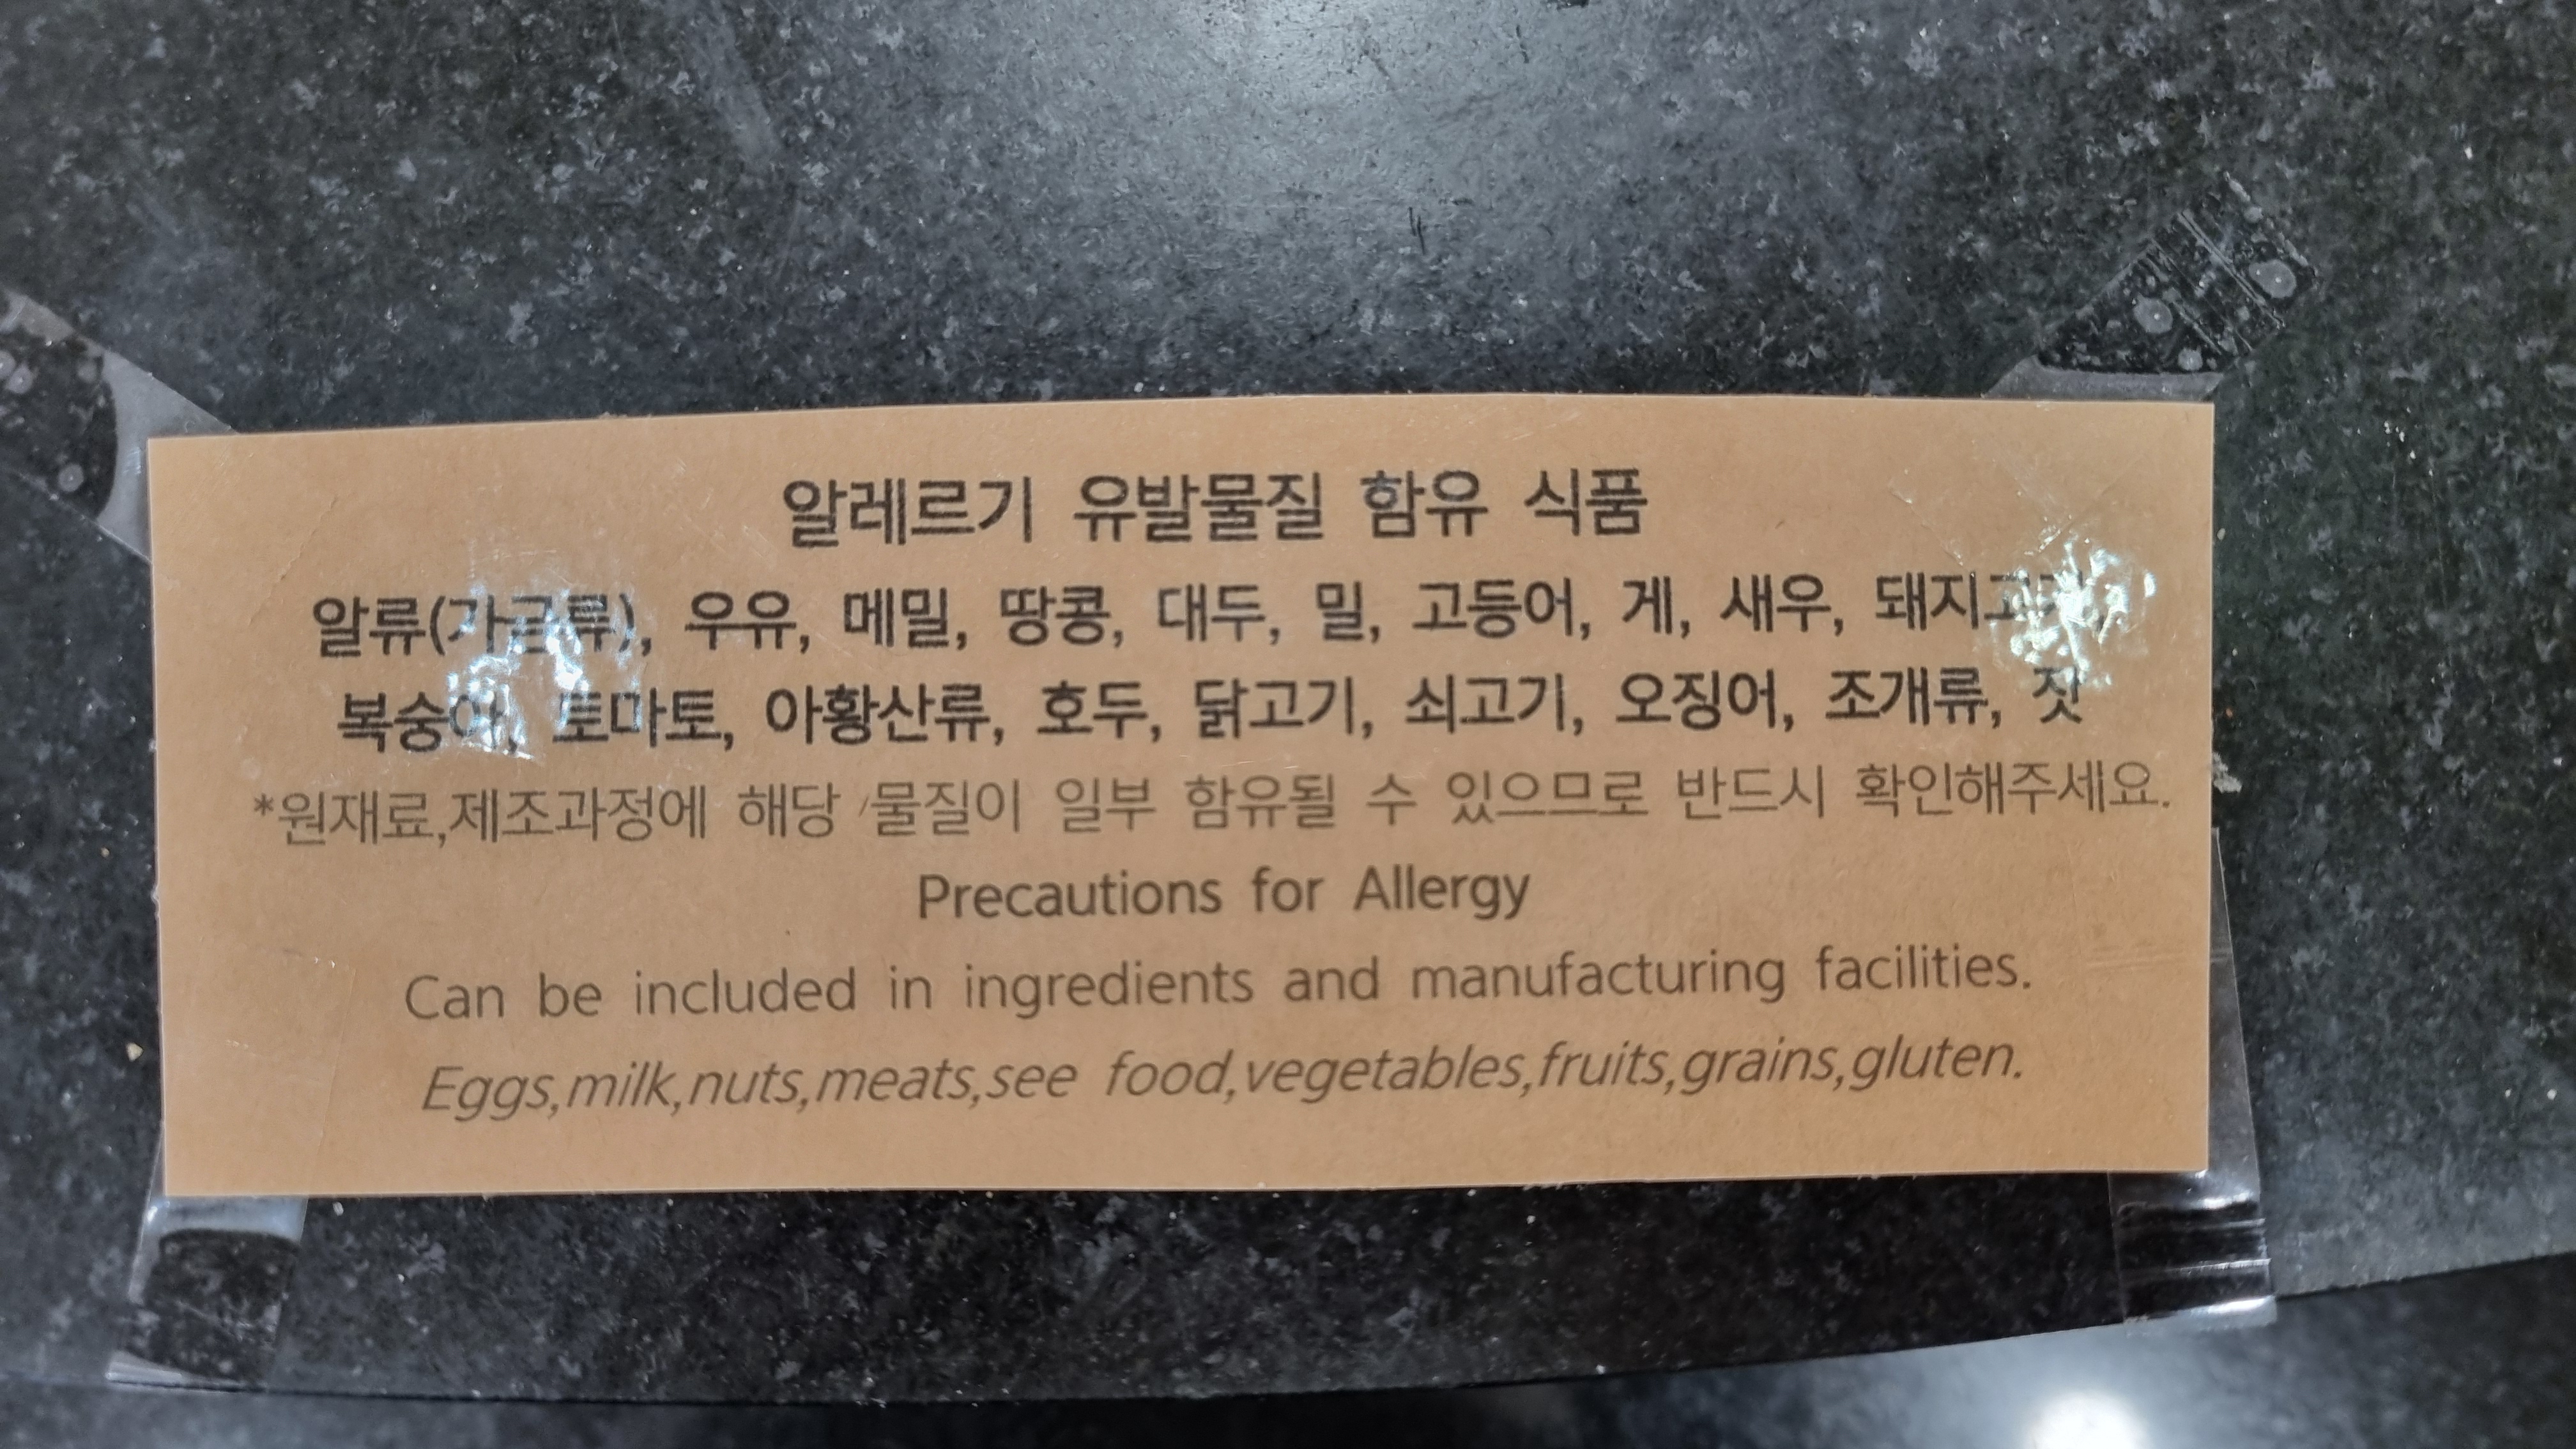 알레르기 유발물질 함유 식품
알류(가금류), 우유, 메밀, 땅콩, 대두, 밀, 고등어, 게, 새우, 돼지고기,
복숭아, 토마토, 아황산류, 호두, 닭고기, 쇠고기, 오징어, 조개류, 잣
*원재료,제조과정에 해당 물질이 일부 함유될 수 있으므로 반드시 확인해주세요.
Precautions for Allergy
Can be included in ingredients and manufacturing facilities.
Eggs,milk,nuts,meats,see food,vegetables,fruits,grains,gluten.